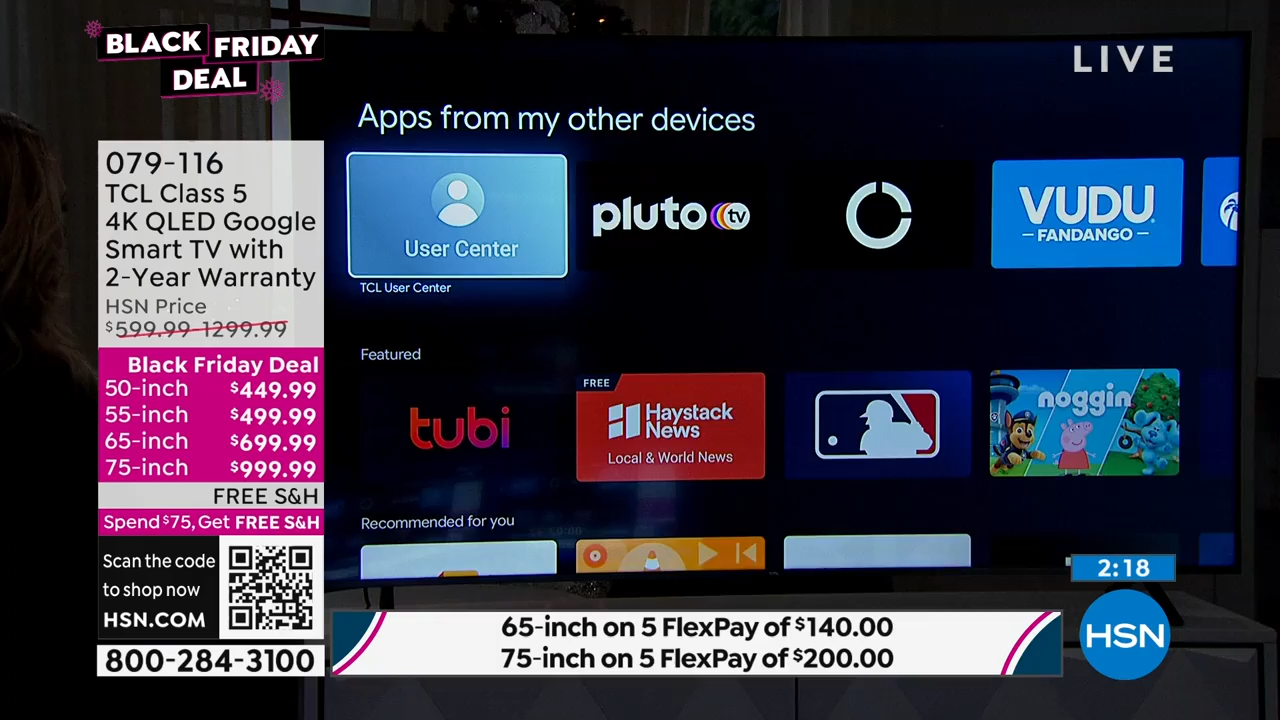 BLACK FRIDAY
DEAL
LIVE
079-116
TCL Class 5
4K QLED Google
Smart TV with
2-Year Warranty
HSN Price
$599.99-1299.99
Black Friday Deal
50-inch $449.99
55-inch $499.99
65-inch $699.99
75-inch $999.99
FREE S&H
Spend $75, Get FREE S&H
Scan the code
to shop now
HSN.COM
800-284-3100
Apps from my other devices
User Center
pluto tv
VUDU
FANDANGO
TCL User Center
Featured
tubi
FREE
Haystack
News
Local & World News
noggin
Recommended for you
2:18
HSN
65-inch on 5 FlexPay of $140.00
75-inch on 5 FlexPay of $200.00